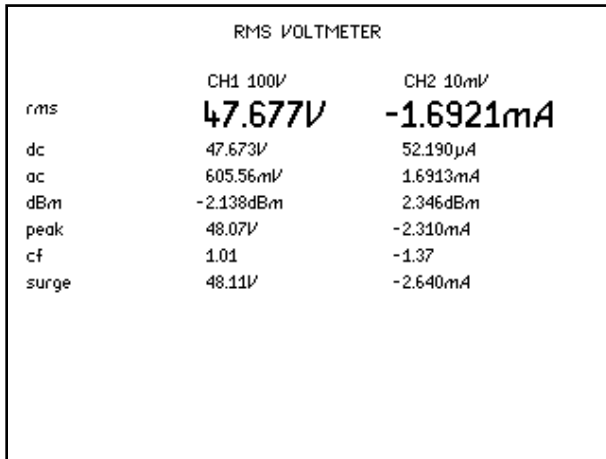 RMS VOLTMETER
CH1 100V CH2 10mV
rms 47.677V -1.6921mA
dc 47.673V 52.190µA
ac 605.56mV 1.6913mA
dBm -2.138dBm 2.346dBm
peak 48.07V -2.310mA
cf 1.01 -1.37
surge 48.11V -2.640mA